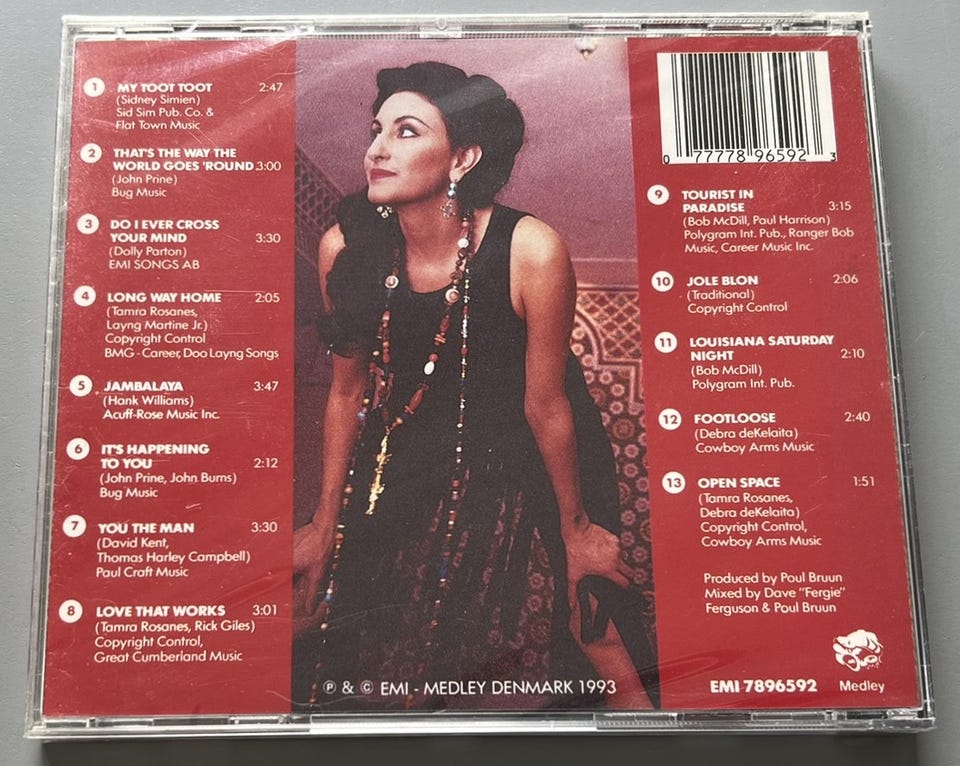 1 MY TOOT TOOT 2:47
(Sidney Simien)
Sid Sim Pub. Co. &
Flat Town Music
2 THAT'S THE WAY THE
WORLD GOES 'ROUND 3:00
(John Prine)
Bug Music
3 DO I EVER CROSS
YOUR MIND 3:30
(Dolly Parton)
EMI SONGS AB
4 LONG WAY HOME 2:05
(Tamra Rosanes,
Layng Martine Jr.)
Copyright Control
BMG - Career, Doo Layng Songs
5 JAMBALAYA 3:47
(Hank Williams)
Acuff-Rose Music Inc.
6 IT'S HAPPENING
TO YOU 2:12
(John Prine, John Burns)
Bug Music
7 YOU THE MAN 3:30
(David Kent,
Thomas Harley Campbell)
Paul Craft Music
8 LOVE THAT WORKS 3:01
(Tamra Rosanes, Rick Giles)
Copyright Control,
Great Cumberland Music
℗ & © EMI - MEDLEY DENMARK 1993
0 77778 96592 3
9 TOURIST IN
PARADISE 3:15
(Bob McDill, Paul Harrison)
Polygram Int. Pub., Ranger Bob
Music, Career Music Inc.
10 JOLE BLON 2:06
(Traditional)
Copyright Control
11 LOUISIANA SATURDAY
NIGHT 2:10
(Bob McDill)
Polygram Int. Pub.
12 FOOTLOOSE 2:40
(Debra deKelaita)
Cowboy Arms Music
13 OPEN SPACE 1:51
(Tamra Rosanes,
Debra deKelaita)
Copyright Control,
Cowboy Arms Music
Produced by Poul Bruun
Mixed by Dave "Fergie"
Ferguson & Poul Bruun
EMI 7896592 Medley